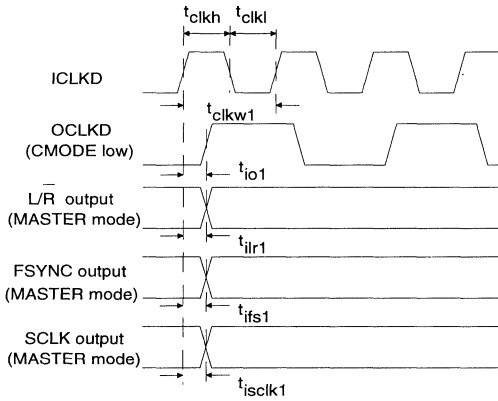 tclkh tclkl
ICLKD
tclkw1
OCLKD
(CMODE low)
tio1
L/R̅ output
(MASTER mode)
tilr1
FSYNC output
(MASTER mode)
tifs1
SCLK output
(MASTER mode)
tisclk1